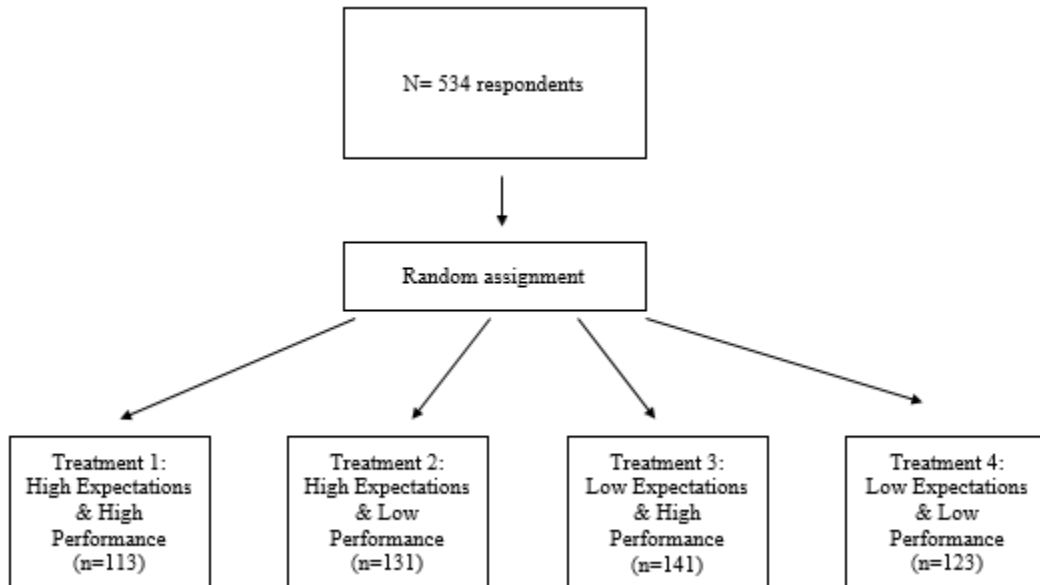 N= 534 respondents
Random assignment
Treatment 1:
High Expectations
& High
Performance
(n=113)
Treatment 2:
High Expectations
& Low
Performance
(n=131)
Treatment 3:
Low Expectations
& High
Performance
(n=141)
Treatment 4:
Low Expectations
& Low
Performance
(n=123)